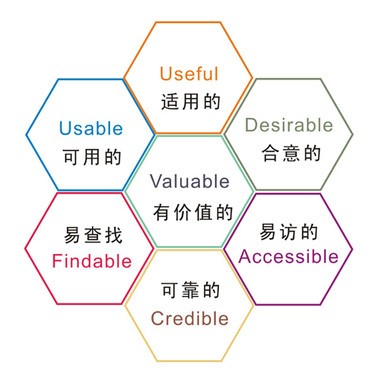 Useful
适用的
Usable
可用的
Desirable
合意的
Valuable
有价值的
易查找
Findable
易访的
Accessible
可靠的
Credible